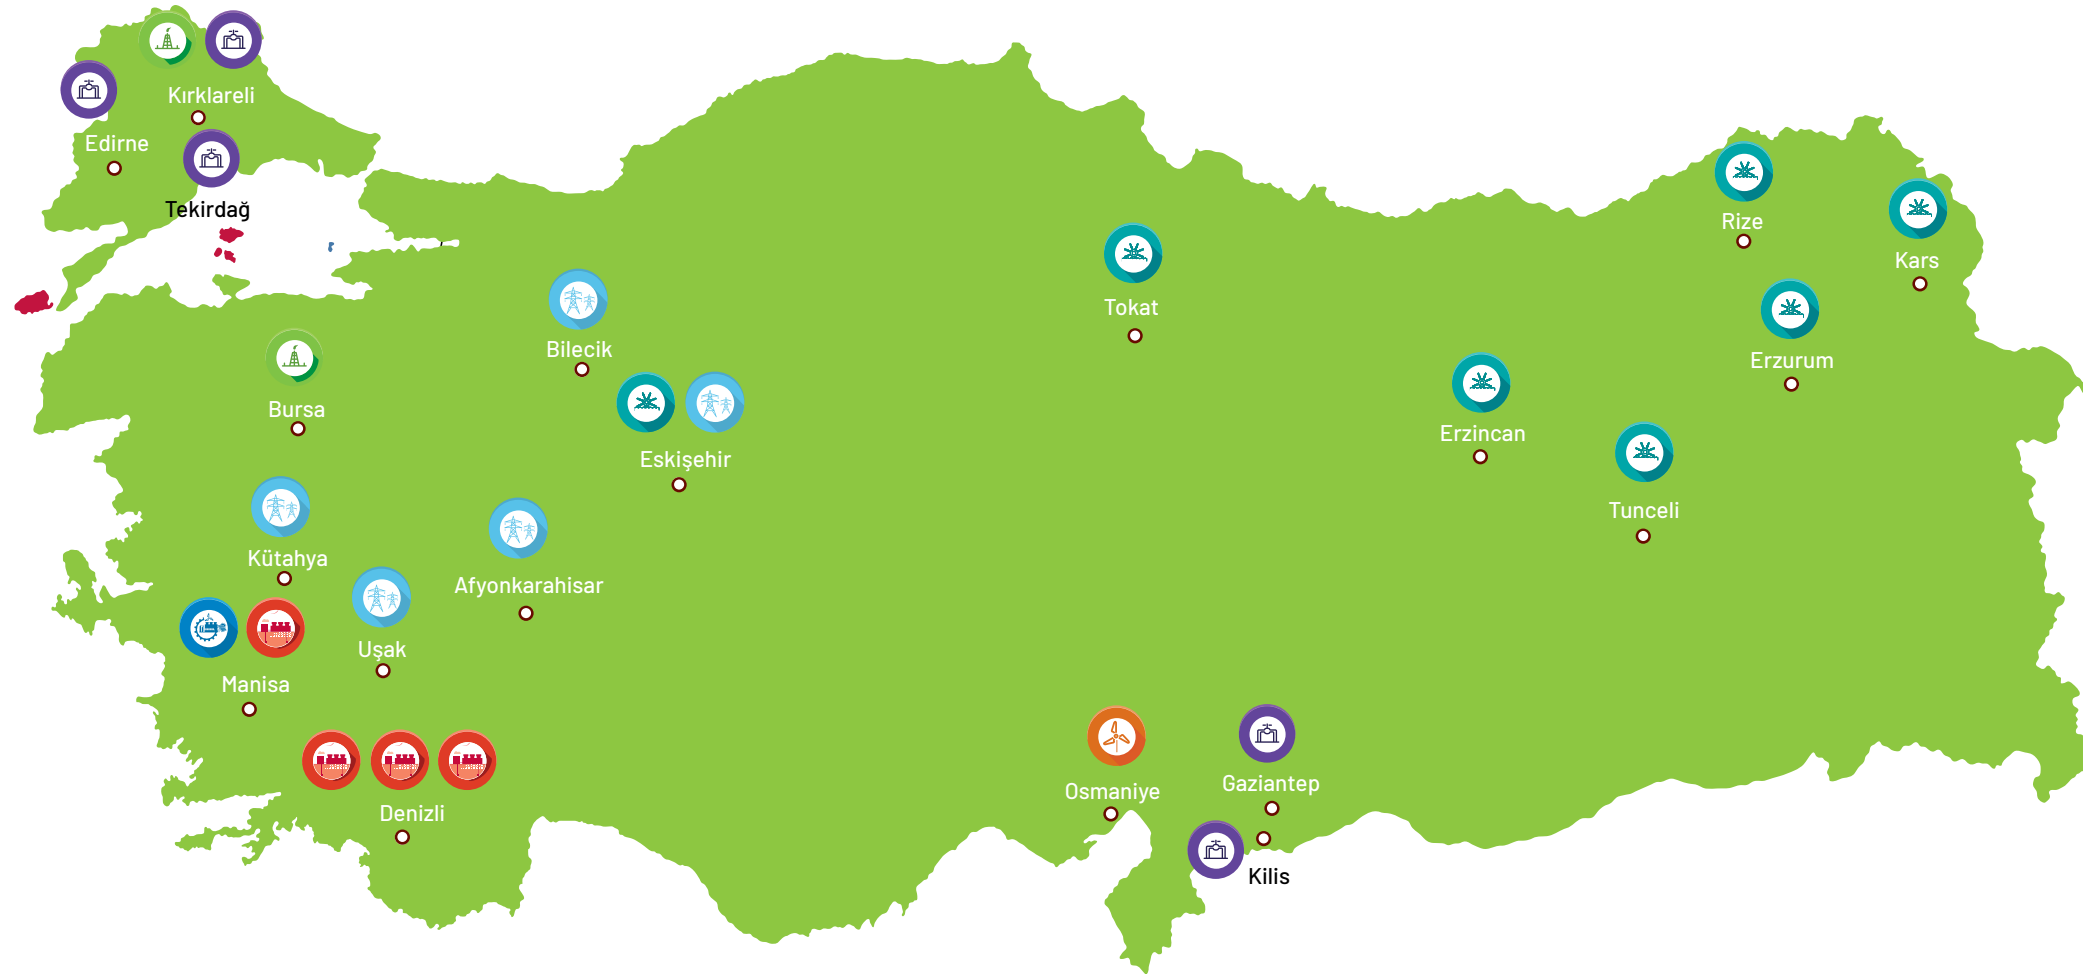 Kırklareli
Edirne
Tekirdağ
Rize
Kars
Tokat
Bilecik
Erzurum
Bursa
Erzincan
Eskişehir
Tunceli
Kütahya
Afyonkarahisar
Uşak
Manisa
Gaziantep
Osmaniye
Denizli
Kilis